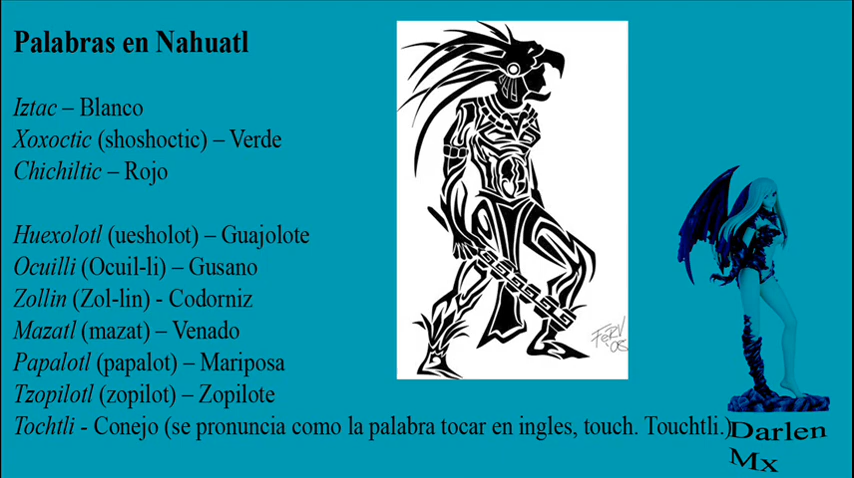 Palabras en Nahuatl
Iztac – Blanco
Xoxoctic (shoshoctic) – Verde
Chichiltic – Rojo
Huexolotl (uesholot) – Guajolote
Ocuilli (Ocuil-li) – Gusano
Zollin (Zol-lin) - Codorniz
Mazatl (mazat) – Venado
Papalotl (papalot) – Mariposa
Tzopilotl (zopilot) – Zopilote
Tochtli - Conejo (se pronuncia como la palabra tocar en ingles, touch. Touchtli.)
FeRV
'05
Darlen
Mx